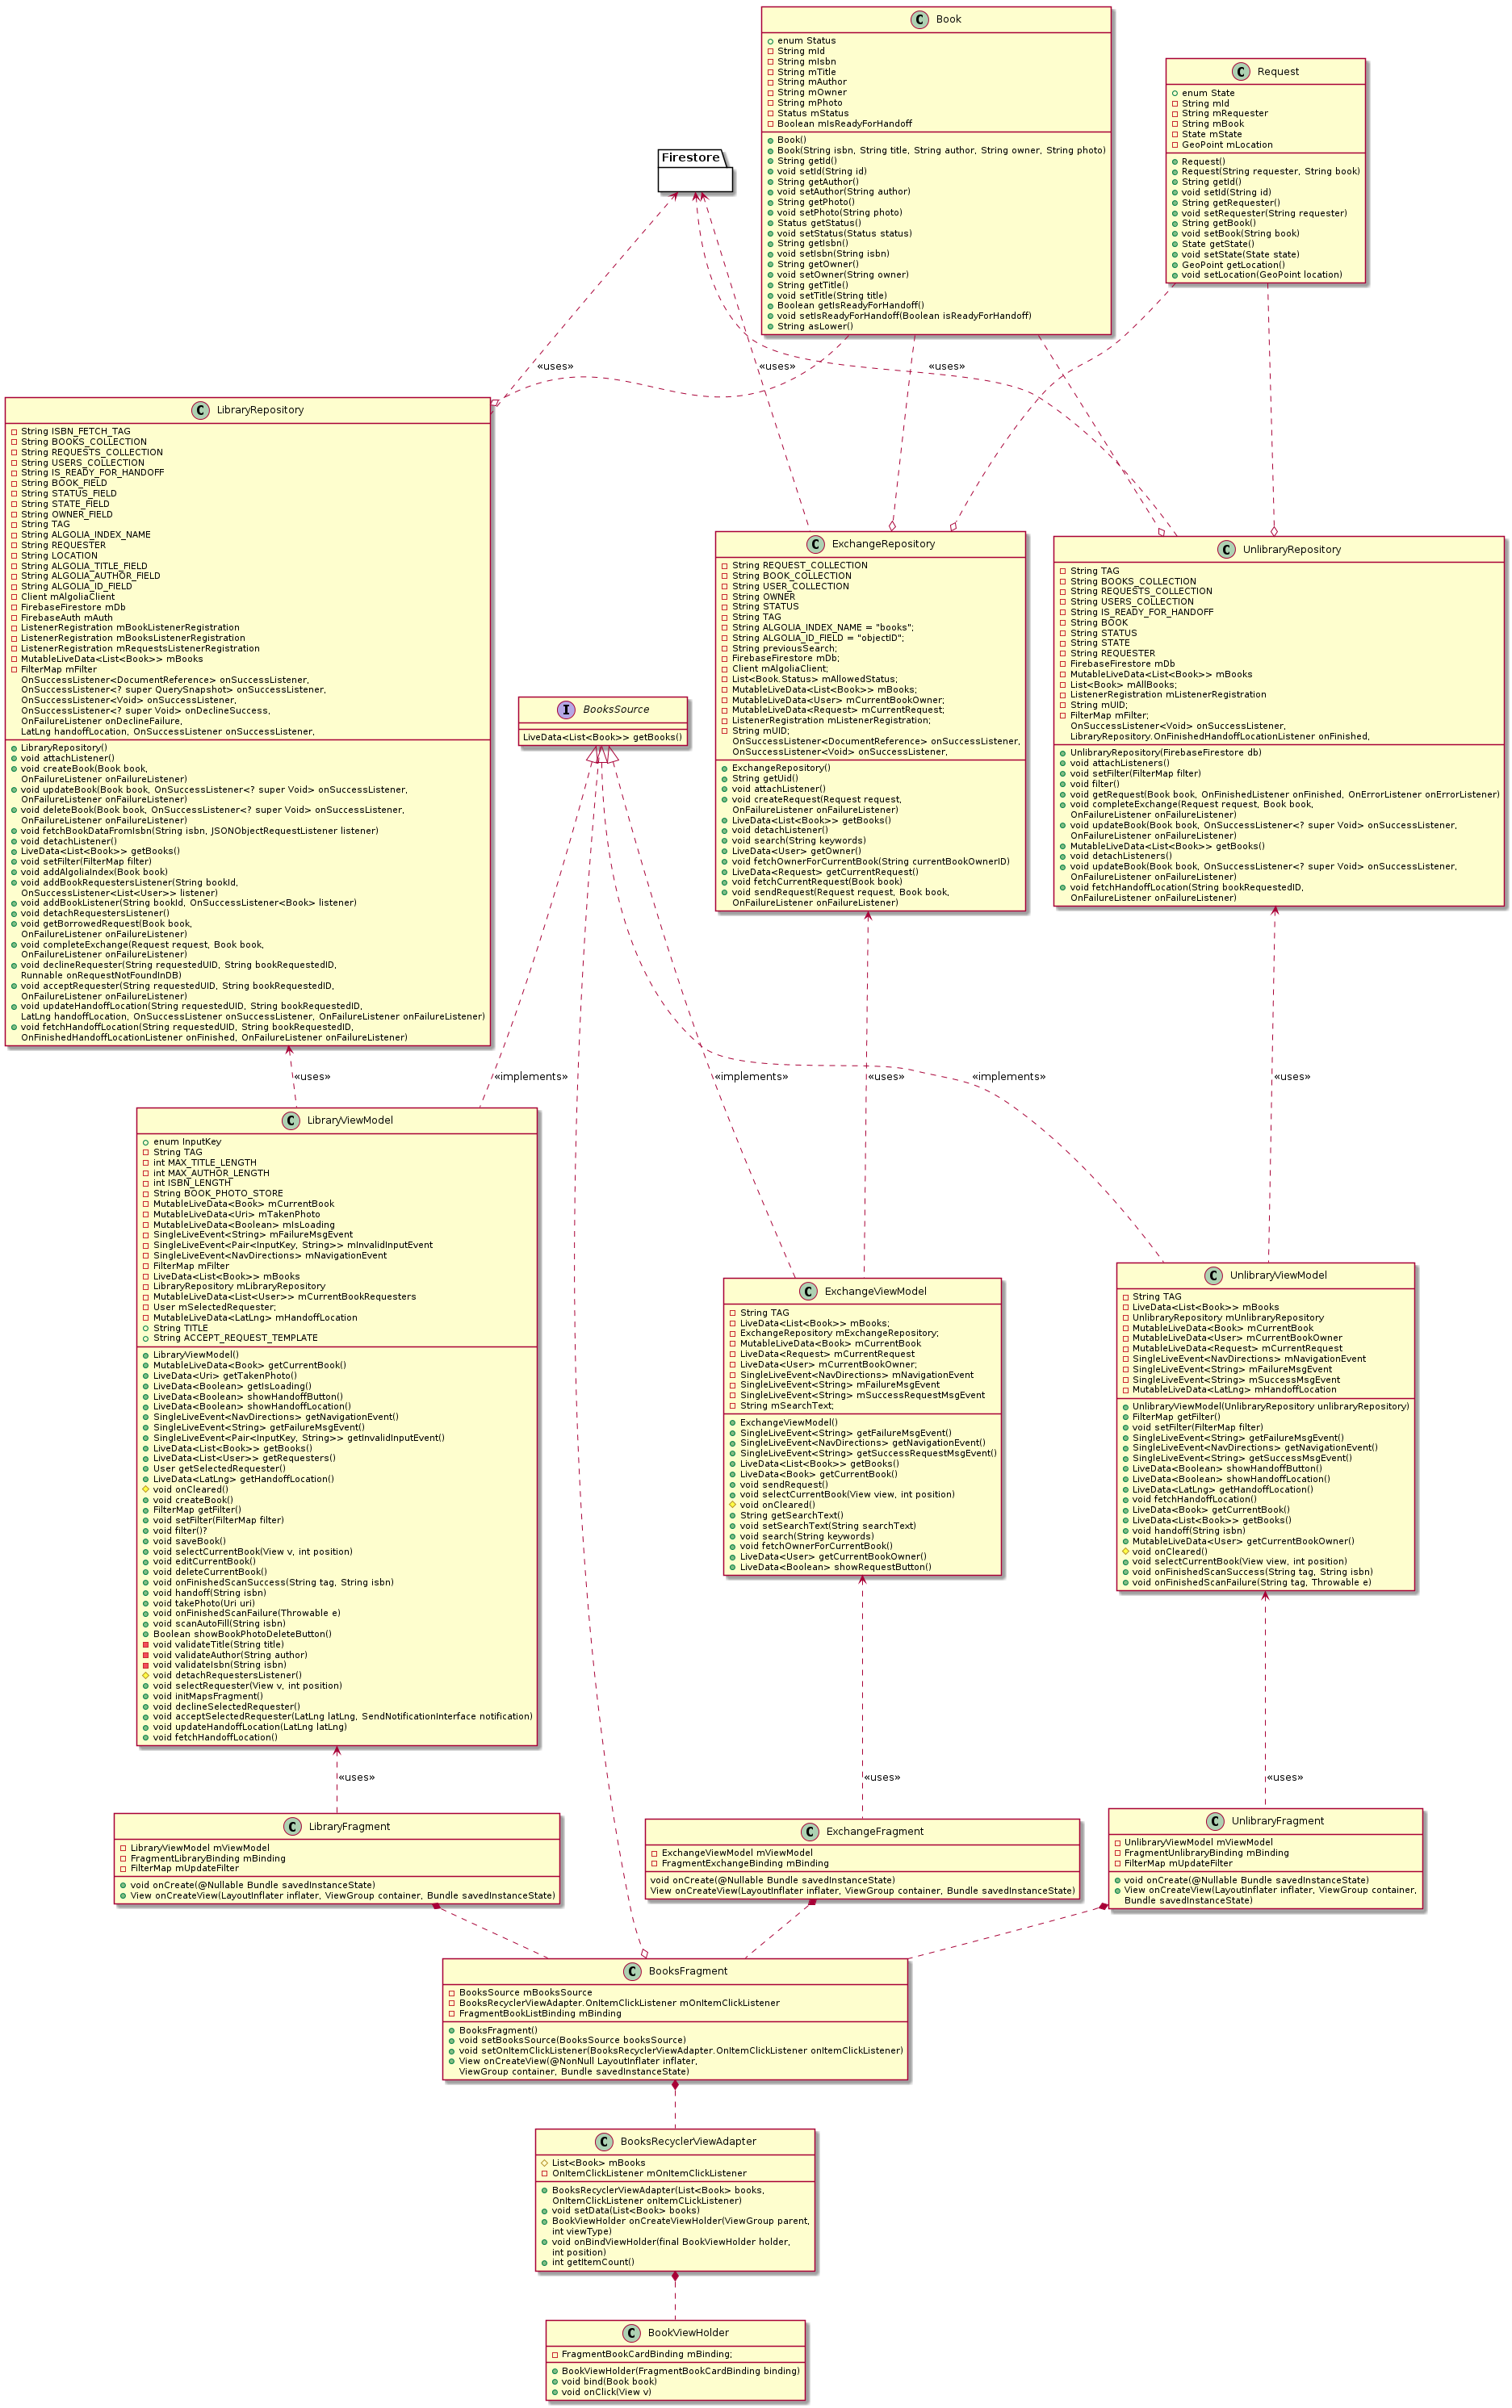 Book
enum Status
String mId
String mIsbn
String mTitle
String mAuthor
String mOwner
String mPhoto
Status mStatus
Boolean mIsReadyForHandoff
Book()
Book(String isbn, String title, String author, String owner, String photo)
String getId()
void setId(String id)
String getAuthor()
void setAuthor(String author)
String getPhoto()
void setPhoto(String photo)
Status getStatus()
void setStatus(Status status)
String getIsbn()
void setIsbn(String isbn)
String getOwner()
void setOwner(String owner)
String getTitle()
void setTitle(String title)
Boolean getIsReadyForHandoff()
void setIsReadyForHandoff(Boolean isReadyForHandoff)
String asLower()
Request
enum State
String mId
String mRequester
String mBook
State mState
GeoPoint mLocation
Request()
Request(String requester, String book)
String getId()
void setId(String id)
String getRequester()
void setRequester(String requester)
String getBook()
void setBook(String book)
State getState()
void setState(State state)
GeoPoint getLocation()
void setLocation(GeoPoint location)
Firestore
«uses»
«uses»
«uses»
LibraryRepository
String ISBN_FETCH_TAG
String BOOKS_COLLECTION
String REQUESTS_COLLECTION
String USERS_COLLECTION
String IS_READY_FOR_HANDOFF
String BOOK_FIELD
String STATUS_FIELD
String STATE_FIELD
String OWNER_FIELD
String TAG
String ALGOLIA_INDEX_NAME
String REQUESTER
String LOCATION
String ALGOLIA_TITLE_FIELD
String ALGOLIA_AUTHOR_FIELD
String ALGOLIA_ID_FIELD
Client mAlgoliaClient
FirebaseFirestore mDb
FirebaseAuth mAuth
ListenerRegistration mBookListenerRegistration
ListenerRegistration mBooksListenerRegistration
ListenerRegistration mRequestsListenerRegistration
MutableLiveData<List<Book>> mBooks
FilterMap mFilter
OnSuccessListener<DocumentReference> onSuccessListener,
OnSuccessListener<? super QuerySnapshot> onSuccessListener,
OnSuccessListener<Void> onSuccessListener,
OnSuccessListener<? super Void> onDeclineSuccess,
OnFailureListener onDeclineFailure,
LatLng handoffLocation, OnSuccessListener onSuccessListener,
LibraryRepository()
void attachListener()
void createBook(Book book,
OnFailureListener onFailureListener)
void updateBook(Book book, OnSuccessListener<? super Void> onSuccessListener,
OnFailureListener onFailureListener)
void deleteBook(Book book, OnSuccessListener<? super Void> onSuccessListener,
OnFailureListener onFailureListener)
void fetchBookDataFromIsbn(String isbn, JSONObjectRequestListener listener)
void detachListener()
LiveData<List<Book>> getBooks()
void setFilter(FilterMap filter)
void addAlgoliaIndex(Book book)
void addBookRequestersListener(String bookId,
OnSuccessListener<List<User>> listener)
void addBookListener(String bookId, OnSuccessListener<Book> listener)
void detachRequestersListener()
void getBorrowedRequest(Book book,
OnFailureListener onFailureListener)
void completeExchange(Request request, Book book,
OnFailureListener onFailureListener)
void declineRequester(String requestedUID, String bookRequestedID,
Runnable onRequestNotFoundInDB)
void acceptRequester(String requestedUID, String bookRequestedID,
OnFailureListener onFailureListener)
void updateHandoffLocation(String requestedUID, String bookRequestedID,
LatLng handoffLocation, OnSuccessListener onSuccessListener, OnFailureListener onFailureListener)
void fetchHandoffLocation(String requestedUID, String bookRequestedID,
OnFinishedHandoffLocationListener onFinished, OnFailureListener onFailureListener)
ExchangeRepository
String REQUEST_COLLECTION
String BOOK_COLLECTION
String USER_COLLECTION
String OWNER
String STATUS
String TAG
String ALGOLIA_INDEX_NAME = "books";
String ALGOLIA_ID_FIELD = "objectID";
String previousSearch;
FirebaseFirestore mDb;
Client mAlgoliaClient;
List<Book.Status> mAllowedStatus;
MutableLiveData<List<Book>> mBooks;
MutableLiveData<User> mCurrentBookOwner;
MutableLiveData<Request> mCurrentRequest;
ListenerRegistration mListenerRegistration;
String mUID;
OnSuccessListener<DocumentReference> onSuccessListener,
OnSuccessListener<Void> onSuccessListener,
ExchangeRepository()
String getUid()
void attachListener()
void createRequest(Request request,
OnFailureListener onFailureListener)
LiveData<List<Book>> getBooks()
void detachListener()
void search(String keywords)
LiveData<User> getOwner()
void fetchOwnerForCurrentBook(String currentBookOwnerID)
LiveData<Request> getCurrentRequest()
void fetchCurrentRequest(Book book)
void sendRequest(Request request, Book book,
OnFailureListener onFailureListener)
UnlibraryRepository
String TAG
String BOOKS_COLLECTION
String REQUESTS_COLLECTION
String USERS_COLLECTION
String IS_READY_FOR_HANDOFF
String BOOK
String STATUS
String STATE
String REQUESTER
FirebaseFirestore mDb
MutableLiveData<List<Book>> mBooks
List<Book> mAllBooks;
ListenerRegistration mListenerRegistration
String mUID;
FilterMap mFilter;
OnSuccessListener<Void> onSuccessListener,
LibraryRepository.OnFinishedHandoffLocationListener onFinished,
UnlibraryRepository(FirebaseFirestore db)
void attachListeners()
void setFilter(FilterMap filter)
void filter()
void getRequest(Book book, OnFinishedListener onFinished, OnErrorListener onErrorListener)
void completeExchange(Request request, Book book,
OnFailureListener onFailureListener)
void updateBook(Book book, OnSuccessListener<? super Void> onSuccessListener,
OnFailureListener onFailureListener)
MutableLiveData<List<Book>> getBooks()
void detachListeners()
void updateBook(Book book, OnSuccessListener<? super Void> onSuccessListener,
OnFailureListener onFailureListener)
void fetchHandoffLocation(String bookRequestedID,
OnFailureListener onFailureListener)
BooksSource
LiveData<List<Book>> getBooks()
«uses»
«implements»
«implements»
«uses»
«implements»
«uses»
LibraryViewModel
enum InputKey
String TAG
int MAX_TITLE_LENGTH
int MAX_AUTHOR_LENGTH
int ISBN_LENGTH
String BOOK_PHOTO_STORE
MutableLiveData<Book> mCurrentBook
MutableLiveData<Uri> mTakenPhoto
MutableLiveData<Boolean> mIsLoading
SingleLiveEvent<String> mFailureMsgEvent
SingleLiveEvent<Pair<InputKey, String>> mInvalidInputEvent
SingleLiveEvent<NavDirections> mNavigationEvent
FilterMap mFilter
LiveData<List<Book>> mBooks
LibraryRepository mLibraryRepository
MutableLiveData<List<User>> mCurrentBookRequesters
User mSelectedRequester;
MutableLiveData<LatLng> mHandoffLocation
String TITLE
String ACCEPT_REQUEST_TEMPLATE
LibraryViewModel()
MutableLiveData<Book> getCurrentBook()
LiveData<Uri> getTakenPhoto()
LiveData<Boolean> getIsLoading()
LiveData<Boolean> showHandoffButton()
LiveData<Boolean> showHandoffLocation()
SingleLiveEvent<NavDirections> getNavigationEvent()
SingleLiveEvent<String> getFailureMsgEvent()
SingleLiveEvent<Pair<InputKey, String>> getInvalidInputEvent()
LiveData<List<Book>> getBooks()
LiveData<List<User>> getRequesters()
User getSelectedRequester()
LiveData<LatLng> getHandoffLocation()
void onCleared()
void createBook()
FilterMap getFilter()
void setFilter(FilterMap filter)
void filter()?
void saveBook()
void selectCurrentBook(View v, int position)
void editCurrentBook()
void deleteCurrentBook()
void onFinishedScanSuccess(String tag, String isbn)
void handoff(String isbn)
void takePhoto(Uri uri)
void onFinishedScanFailure(Throwable e)
void scanAutoFill(String isbn)
Boolean showBookPhotoDeleteButton()
void validateTitle(String title)
void validateAuthor(String author)
void validateIsbn(String isbn)
void detachRequestersListener()
void selectRequester(View v, int position)
void initMapsFragment()
void declineSelectedRequester()
void acceptSelectedRequester(LatLng latLng, SendNotificationInterface notification)
void updateHandoffLocation(LatLng latLng)
void fetchHandoffLocation()
ExchangeViewModel
String TAG
LiveData<List<Book>> mBooks;
ExchangeRepository mExchangeRepository;
MutableLiveData<Book> mCurrentBook
LiveData<Request> mCurrentRequest
LiveData<User> mCurrentBookOwner;
SingleLiveEvent<NavDirections> mNavigationEvent
SingleLiveEvent<String> mFailureMsgEvent
SingleLiveEvent<String> mSuccessRequestMsgEvent
String mSearchText;
ExchangeViewModel()
SingleLiveEvent<String> getFailureMsgEvent()
SingleLiveEvent<NavDirections> getNavigationEvent()
SingleLiveEvent<String> getSuccessRequestMsgEvent()
LiveData<List<Book>> getBooks()
LiveData<Book> getCurrentBook()
void sendRequest()
void selectCurrentBook(View view, int position)
void onCleared()
String getSearchText()
void setSearchText(String searchText)
void search(String keywords)
void fetchOwnerForCurrentBook()
LiveData<User> getCurrentBookOwner()
LiveData<Boolean> showRequestButton()
UnlibraryViewModel
String TAG
LiveData<List<Book>> mBooks
UnlibraryRepository mUnlibraryRepository
MutableLiveData<Book> mCurrentBook
MutableLiveData<User> mCurrentBookOwner
MutableLiveData<Request> mCurrentRequest
SingleLiveEvent<NavDirections> mNavigationEvent
SingleLiveEvent<String> mFailureMsgEvent
SingleLiveEvent<String> mSuccessMsgEvent
MutableLiveData<LatLng> mHandoffLocation
UnlibraryViewModel(UnlibraryRepository unlibraryRepository)
FilterMap getFilter()
void setFilter(FilterMap filter)
SingleLiveEvent<String> getFailureMsgEvent()
SingleLiveEvent<NavDirections> getNavigationEvent()
SingleLiveEvent<String> getSuccessMsgEvent()
LiveData<Boolean> showHandoffButton()
LiveData<Boolean> showHandoffLocation()
LiveData<LatLng> getHandoffLocation()
void fetchHandoffLocation()
LiveData<Book> getCurrentBook()
LiveData<List<Book>> getBooks()
void handoff(String isbn)
MutableLiveData<User> getCurrentBookOwner()
void onCleared()
void selectCurrentBook(View view, int position)
void onFinishedScanSuccess(String tag, String isbn)
void onFinishedScanFailure(String tag, Throwable e)
«uses»
«uses»
«uses»
LibraryFragment
LibraryViewModel mViewModel
FragmentLibraryBinding mBinding
FilterMap mUpdateFilter
void onCreate(@Nullable Bundle savedInstanceState)
View onCreateView(LayoutInflater inflater, ViewGroup container, Bundle savedInstanceState)
ExchangeFragment
ExchangeViewModel mViewModel
FragmentExchangeBinding mBinding
void onCreate(@Nullable Bundle savedInstanceState)
View onCreateView(LayoutInflater inflater, ViewGroup container, Bundle savedInstanceState)
UnlibraryFragment
UnlibraryViewModel mViewModel
FragmentUnlibraryBinding mBinding
FilterMap mUpdateFilter
void onCreate(@Nullable Bundle savedInstanceState)
View onCreateView(LayoutInflater inflater, ViewGroup container,
Bundle savedInstanceState)
BooksFragment
BooksSource mBooksSource
BooksRecyclerViewAdapter.OnItemClickListener mOnItemClickListener
FragmentBookListBinding mBinding
BooksFragment()
void setBooksSource(BooksSource booksSource)
void setOnItemClickListener(BooksRecyclerViewAdapter.OnItemClickListener onItemClickListener)
View onCreateView(@NonNull LayoutInflater inflater,
ViewGroup container, Bundle savedInstanceState)
BooksRecyclerViewAdapter
List<Book> mBooks
OnItemClickListener mOnItemClickListener
BooksRecyclerViewAdapter(List<Book> books,
OnItemClickListener onItemCLickListener)
void setData(List<Book> books)
BookViewHolder onCreateViewHolder(ViewGroup parent,
int viewType)
void onBindViewHolder(final BookViewHolder holder,
int position)
int getItemCount()
BookViewHolder
FragmentBookCardBinding mBinding;
BookViewHolder(FragmentBookCardBinding binding)
void bind(Book book)
void onClick(View v)